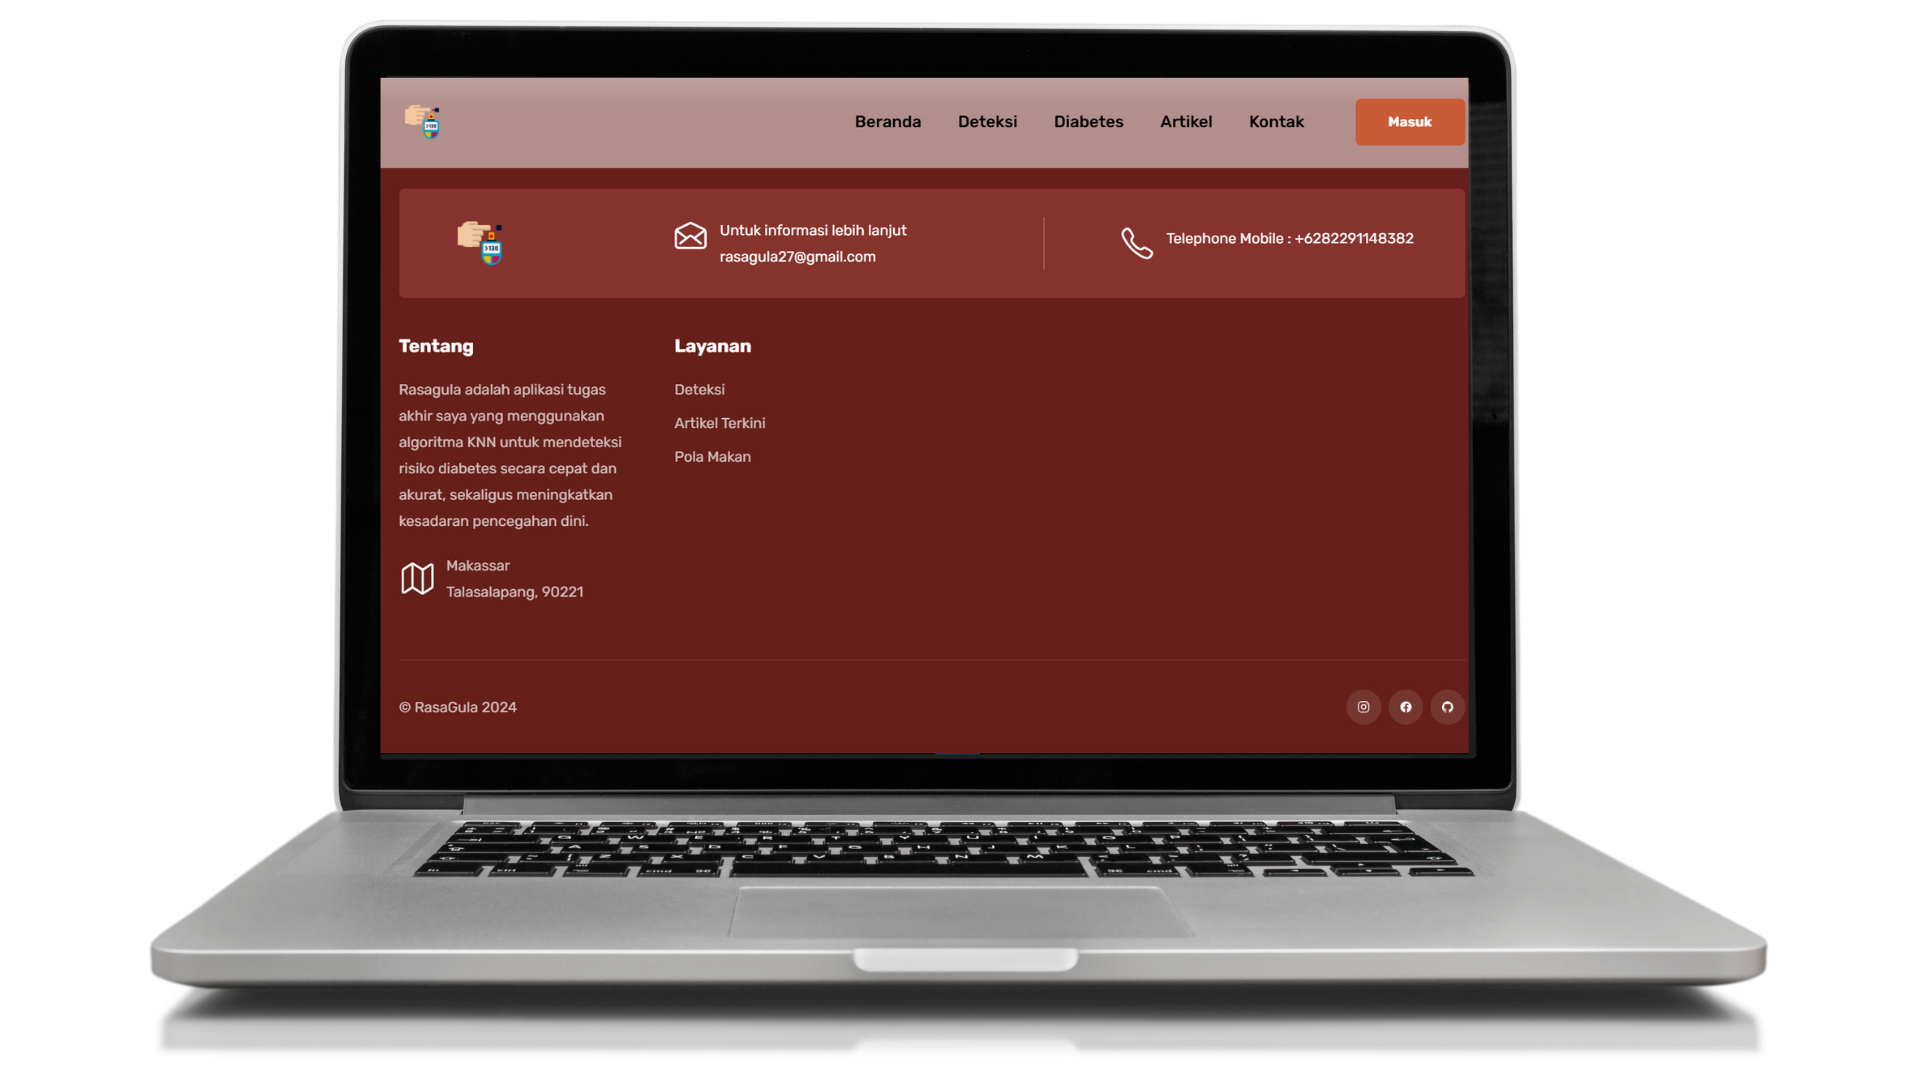 Beranda
Deteksi
Diabetes
Artikel
Kontak
Masuk
>130
Untuk informasi lebih lanjut
rasagula27@gmail.com
Telephone Mobile : +6282291148382
Tentang
Rasagula adalah aplikasi tugas
akhir saya yang menggunakan
algoritma KNN untuk mendeteksi
risiko diabetes secara cepat dan
akurat, sekaligus meningkatkan
kesadaran pencegahan dini.
Makassar
Talasalapang, 90221
Layanan
Deteksi
Artikel Terkini
Pola Makan
© RasaGula 2024